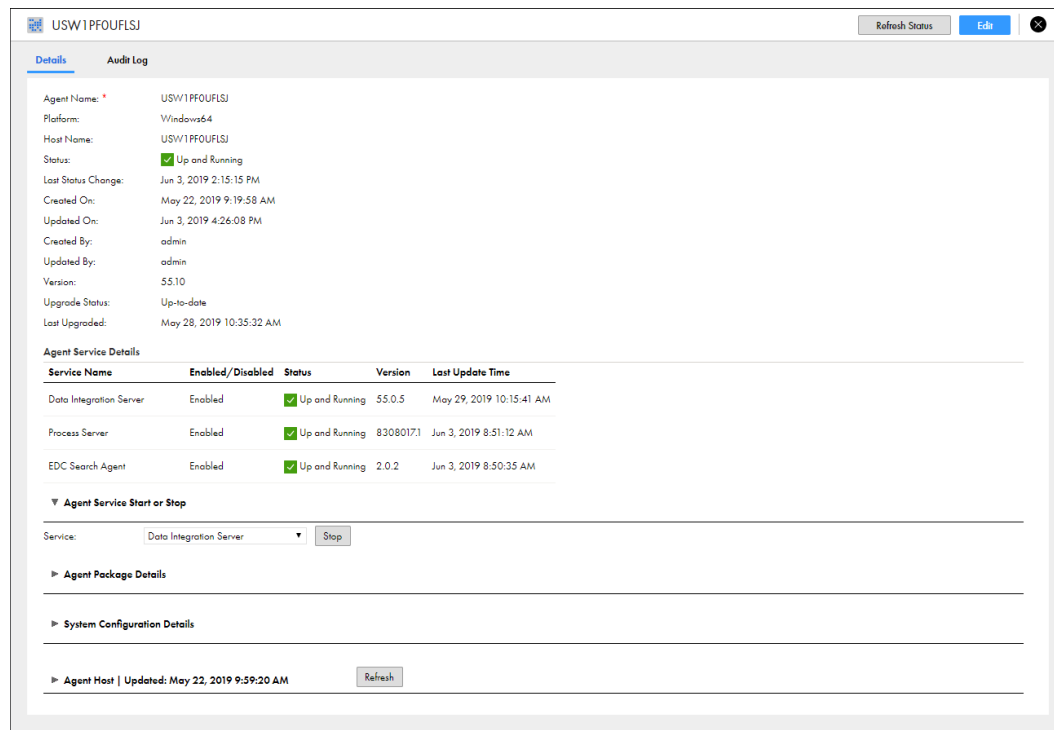 USW1PF0UFLSJ
Refresh Status
Edit
Details
Audit Log
Agent Name: * USW1PF0UFLSJ
Platform: Windows64
Host Name: USW1PF0UFLSJ
Status: Up and Running
Last Status Change: Jun 3, 2019 2:15:15 PM
Created On: May 22, 2019 9:19:58 AM
Updated On: Jun 3, 2019 4:26:08 PM
Created By: admin
Updated By: admin
Version: 55.10
Upgrade Status: Up-to-date
Last Upgraded: May 28, 2019 10:35:32 AM
Agent Service Details
Service Name Enabled/Disabled Status Version Last Update Time
Data Integration Server Enabled Up and Running 55.0.5 May 29, 2019 10:15:41 AM
Process Server Enabled Up and Running 8308017.1 Jun 3, 2019 8:51:12 AM
EDC Search Agent Enabled Up and Running 2.0.2 Jun 3, 2019 8:50:35 AM
Agent Service Start or Stop
Service: Data Integration Server Stop
Agent Package Details
System Configuration Details
Agent Host | Updated: May 22, 2019 9:59:20 AM Refresh